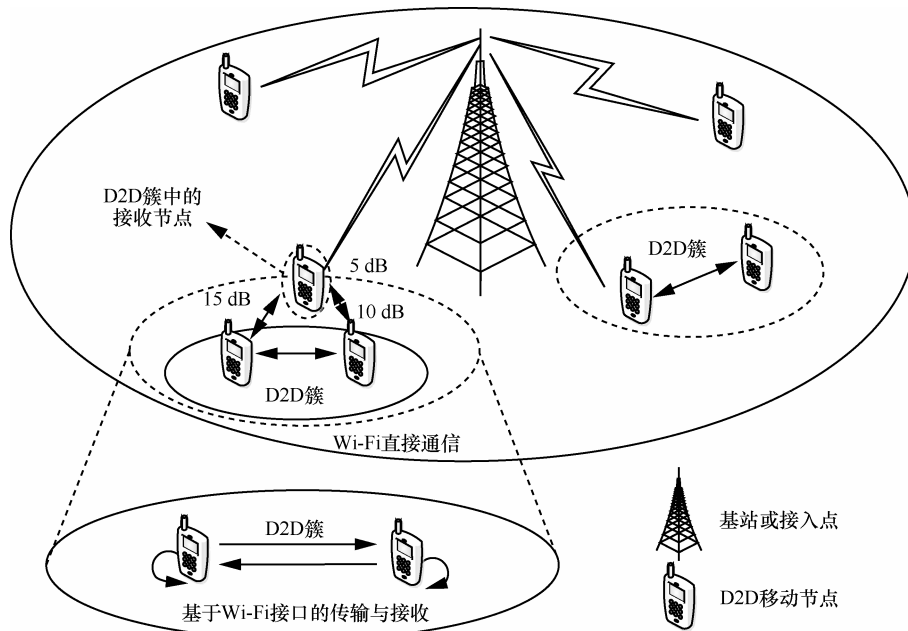 D2D簇中的
接收节点
5 dB
D2D簇
15 dB
10 dB
D2D簇
Wi-Fi直接通信
D2D簇
基站或接入点
基于Wi-Fi接口的传输与接收
D2D移动节点